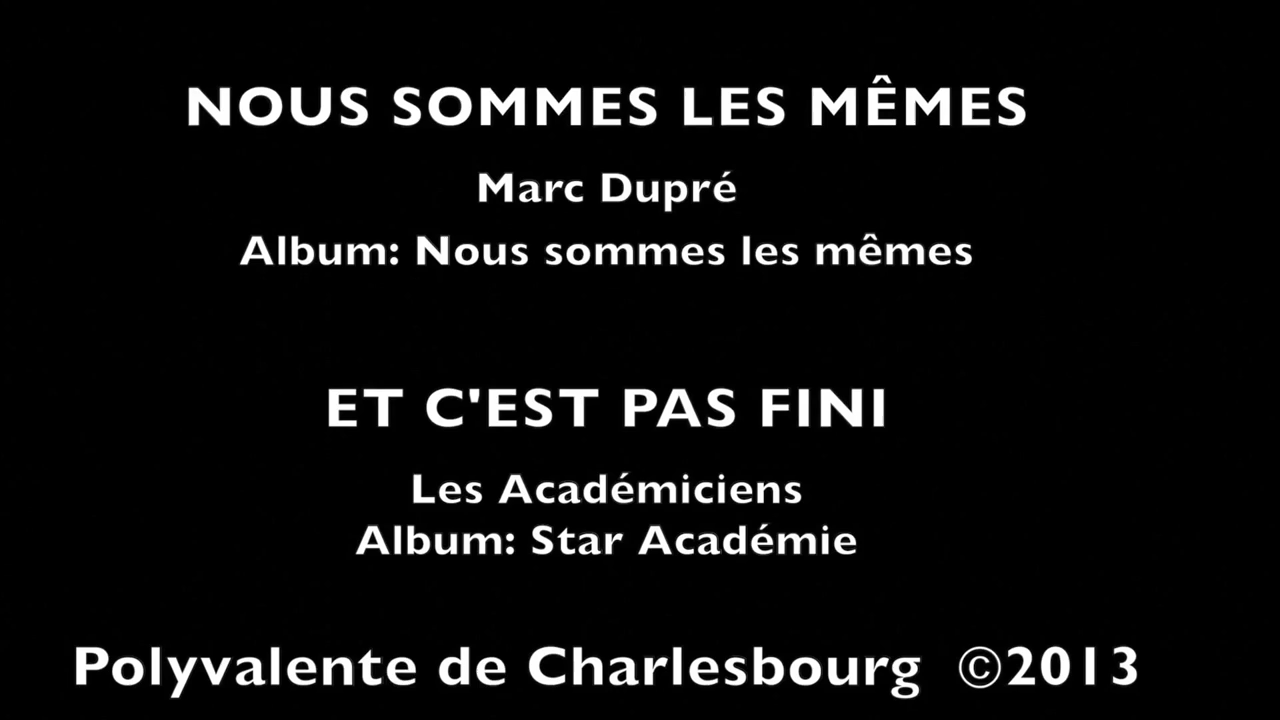 NOUS SOMMES LES MÊMES
Marc Dupré
Album: Nous sommes les mêmes
ET C'EST PAS FINI
Les Académiciens
Album: Star Académie
Polyvalente de Charlesbourg ©2013